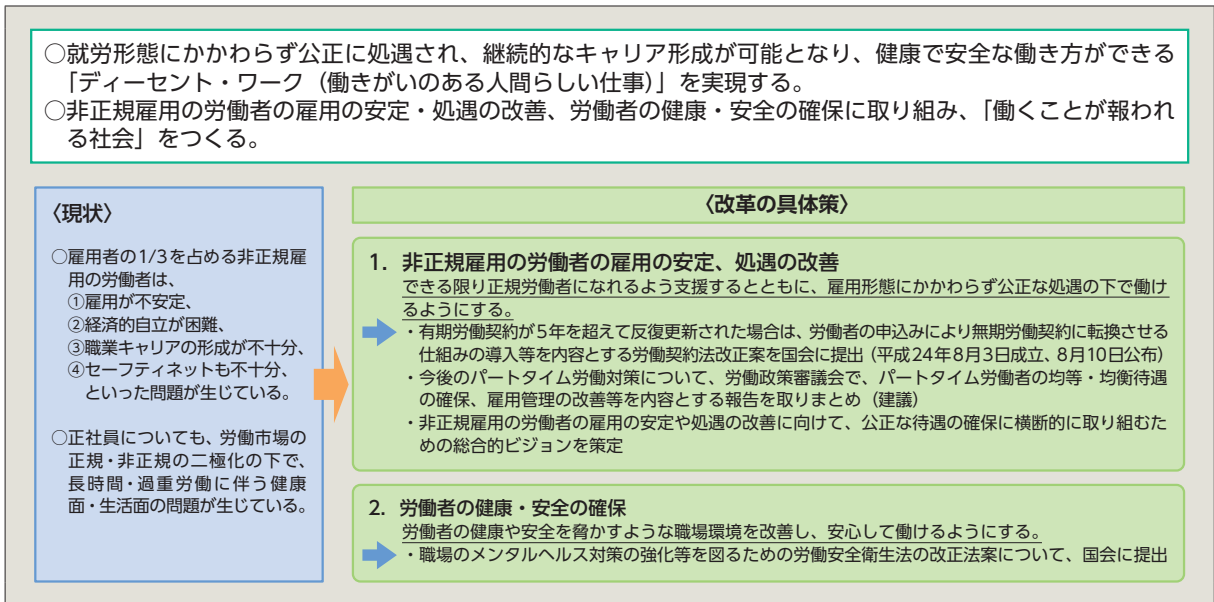 ○就労形態にかかわらず公正に処遇され、継続的なキャリア形成が可能となり、健康で安全な働き方ができる
「ディーセント・ワーク（働きがいのある人間らしい仕事）」を実現する。
○非正規雇用の労働者の雇用の安定・処遇の改善、労働者の健康・安全の確保に取り組み、「働くことが報われ
る社会」をつくる。
〈現状〉
○雇用者の1/3を占める非正規雇
用の労働者は、
①雇用が不安定、
②経済的自立が困難、
③職業キャリアの形成が不十分、
④セーフティネットも不十分、
といった問題が生じている。
○正社員についても、労働市場の
正規・非正規の二極化の下で、
長時間・過重労働に伴う健康
面・生活面の問題が生じている。
〈改革の具体策〉
1．非正規雇用の労働者の雇用の安定、処遇の改善
できる限り正規労働者になれるよう支援するとともに、雇用形態にかかわらず公正な処遇の下で働け
るようにする。
・有期労働契約が5年を超えて反復更新された場合は、労働者の申込みにより無期労働契約に転換させる
仕組みの導入等を内容とする労働契約法改正案を国会に提出（平成24年8月3日成立、8月10日公布）
・今後のパートタイム労働対策について、労働政策審議会で、パートタイム労働者の均等・均衡待遇
の確保、雇用管理の改善等を内容とする報告を取りまとめ（建議）
・非正規雇用の労働者の雇用の安定や処遇の改善に向けて、公正な待遇の確保に横断的に取り組むた
めの総合的ビジョンを策定
2．労働者の健康・安全の確保
労働者の健康や安全を脅かすような職場環境を改善し、安心して働けるようにする。
・職場のメンタルヘルス対策の強化等を図るための労働安全衛生法の改正法案について、国会に提出